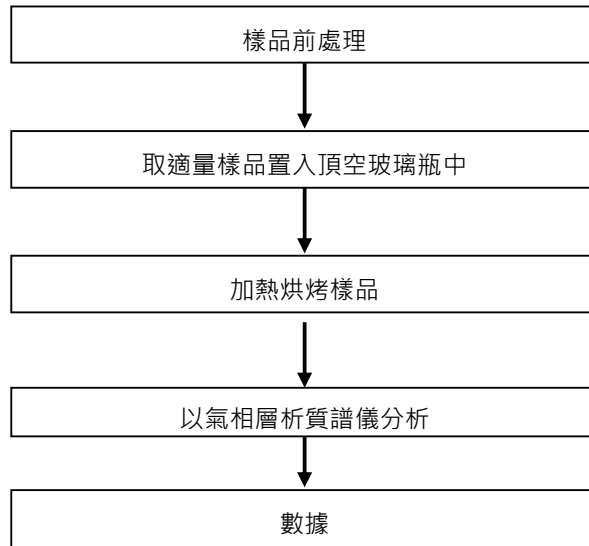 樣品前處理
取適量樣品置入頂空玻璃瓶中
加熱烘烤樣品
以氣相層析質譜儀分析
數據